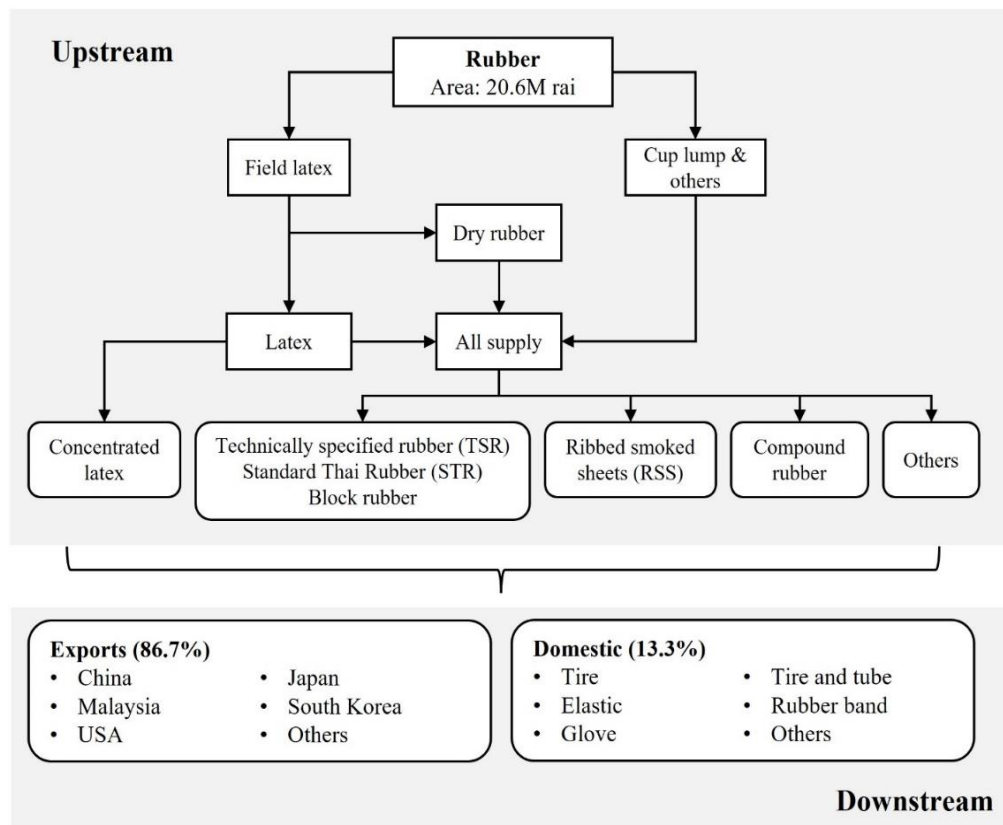 Upstream
Rubber
Area: 20.6M rai
Field latex
Cup lump &
others
Dry rubber
Latex
All supply
Concentrated
latex
Technically specified rubber (TSR)
Standard Thai Rubber (STR)
Block rubber
Ribbed smoked
sheets (RSS)
Compound
rubber
Others
Exports (86.7%)
• China
• Malaysia
• USA
• Japan
• South Korea
• Others
Domestic (13.3%)
• Tire
• Elastic
• Glove
• Tire and tube
• Rubber band
• Others
Downstream